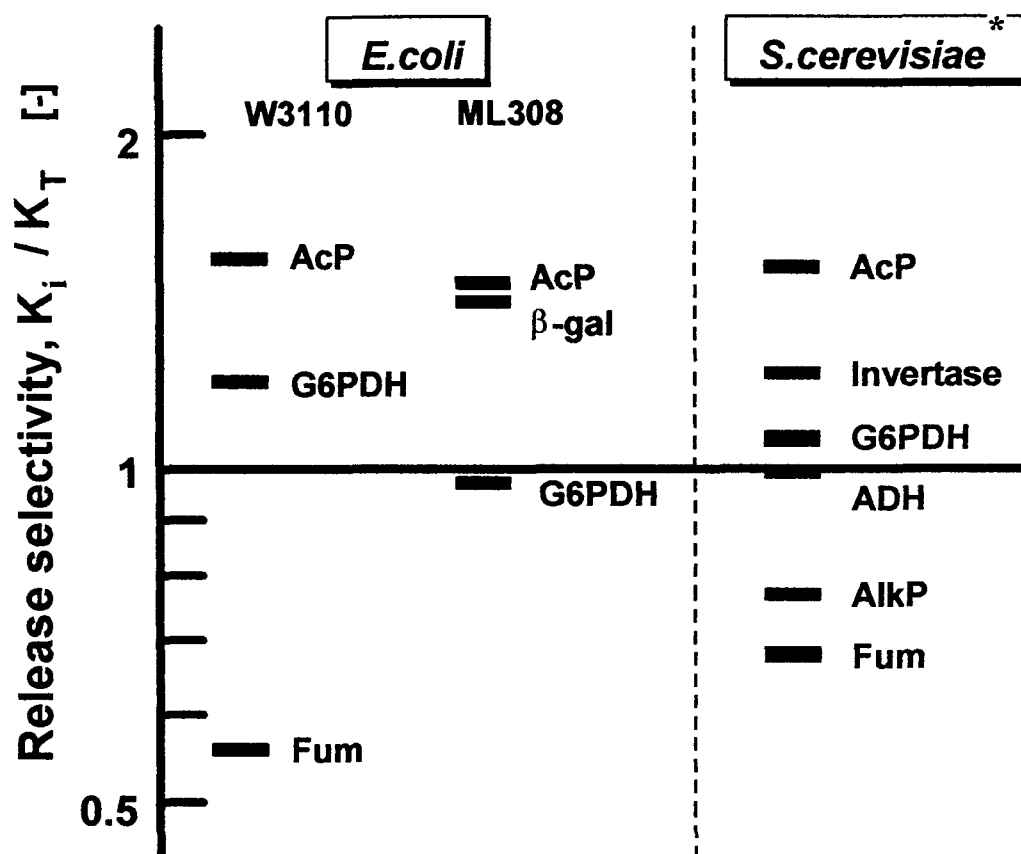 Release selectivity, Ki / KT [-]
2
1
0.5
E.coli
W3110
ML308
AcP
G6PDH
Fum
AcP
β-gal
G6PDH
S.cerevisiae*
AcP
Invertase
G6PDH
ADH
AlkP
Fum